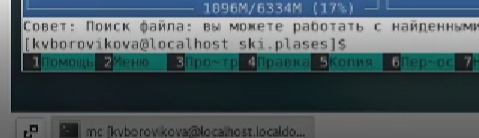 1096M/6334M (17%)
Совет: Поиск файла: вы можете работать с найденными
[kvborovikova@localhost ski.plases]$
1Помощь 2Меню 3Про~тр 4Правка 5Копия 6Пер~ос 7
mc [kvborovikova@localhost.localdo...